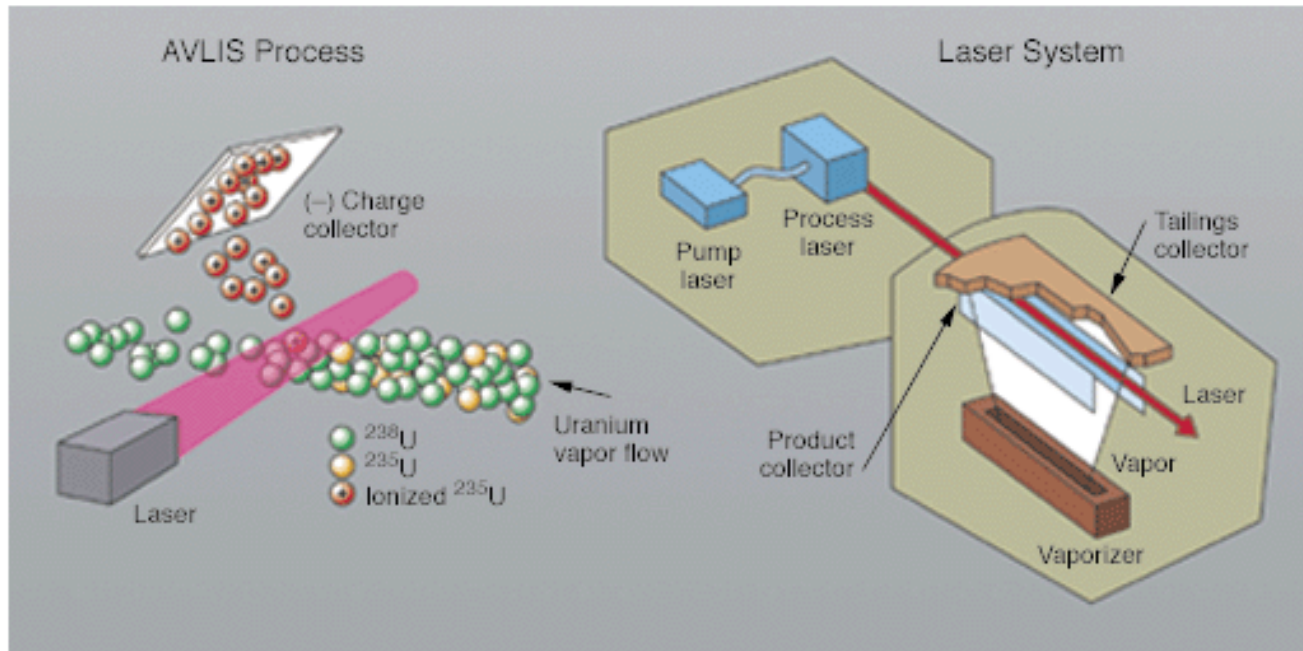 AVLIS Process
(–) Charge
collector
Uranium
vapor flow
²³⁸U
²³⁵U
Ionized ²³⁵U
Laser
Laser System
Pump
laser
Process
laser
Tailings
collector
Product
collector
Laser
Vapor
Vaporizer